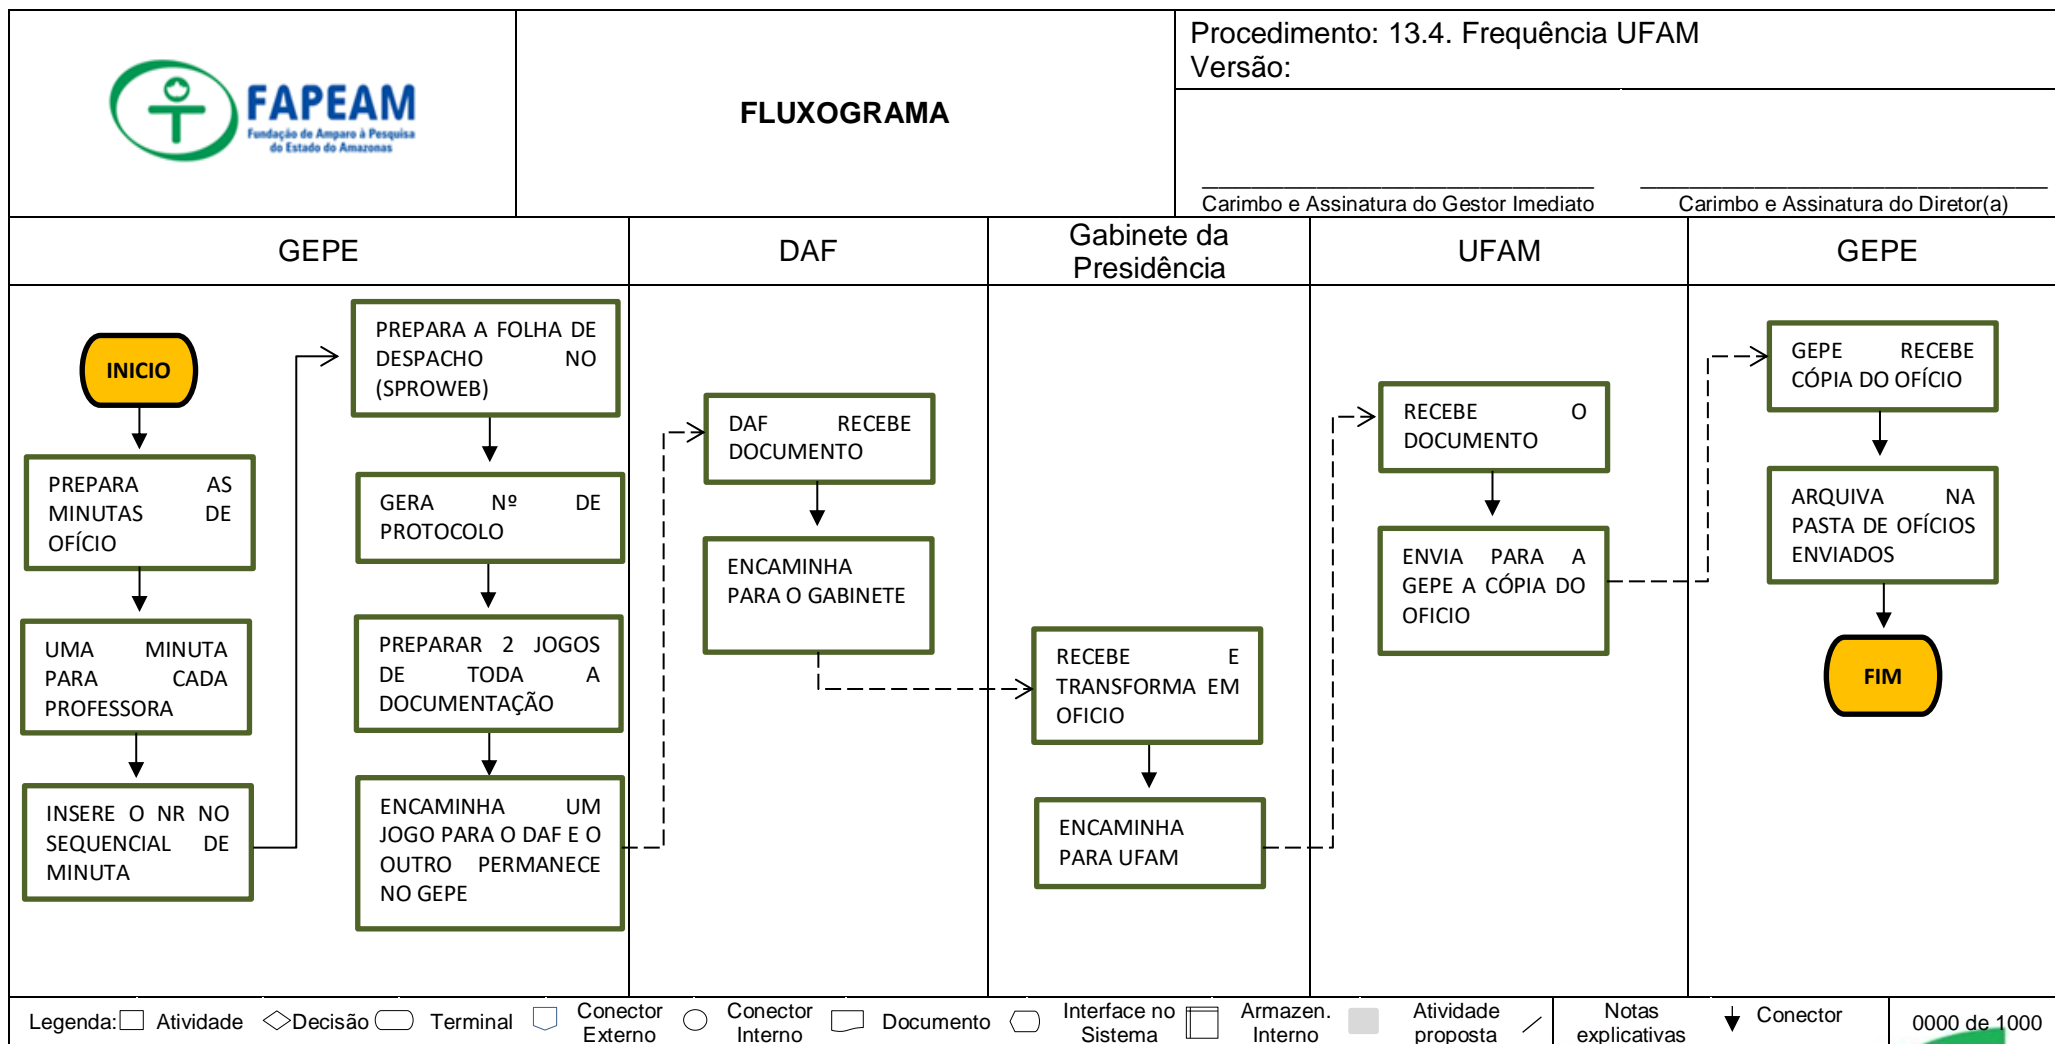 FAPEAM
Fundação de Amparo à Pesquisa
do Estado do Amazonas
FLUXOGRAMA
Procedimento: 13.4. Frequência UFAM
Versão:
Carimbo e Assinatura do Gestor Imediato
Carimbo e Assinatura do Diretor(a)
GEPE
DAF
Gabinete da
Presidência
UFAM
GEPE
INICIO
PREPARA AS
MINUTAS DE
OFÍCIO
UMA MINUTA
PARA CADA
PROFESSORA
INSERE O NR NO
SEQUENCIAL DE
MINUTA
PREPARA A FOLHA DE
DESPACHO NO
(SPROWEB)
GERA Nº DE
PROTOCOLO
PREPARAR 2 JOGOS
DE TODA A
DOCUMENTAÇÃO
ENCAMINHA UM
JOGO PARA O DAF E O
OUTRO PERMANECE
NO GEPE
DAF RECEBE
DOCUMENTO
ENCAMINHA
PARA O GABINETE
RECEBE E
TRANSFORMA EM
OFICIO
ENCAMINHA
PARA UFAM
RECEBE O
DOCUMENTO
ENVIA PARA A
GEPE A CÓPIA DO
OFICIO
GEPE RECEBE
CÓPIA DO OFÍCIO
ARQUIVA NA
PASTA DE OFÍCIOS
ENVIADOS
FIM
Legenda:
Atividade
Decisão
Terminal
Conector
Externo
Conector
Interno
Documento
Interface no
Sistema
Armazen.
Interno
Atividade
proposta
Notas
explicativas
Conector
0000 de 1000